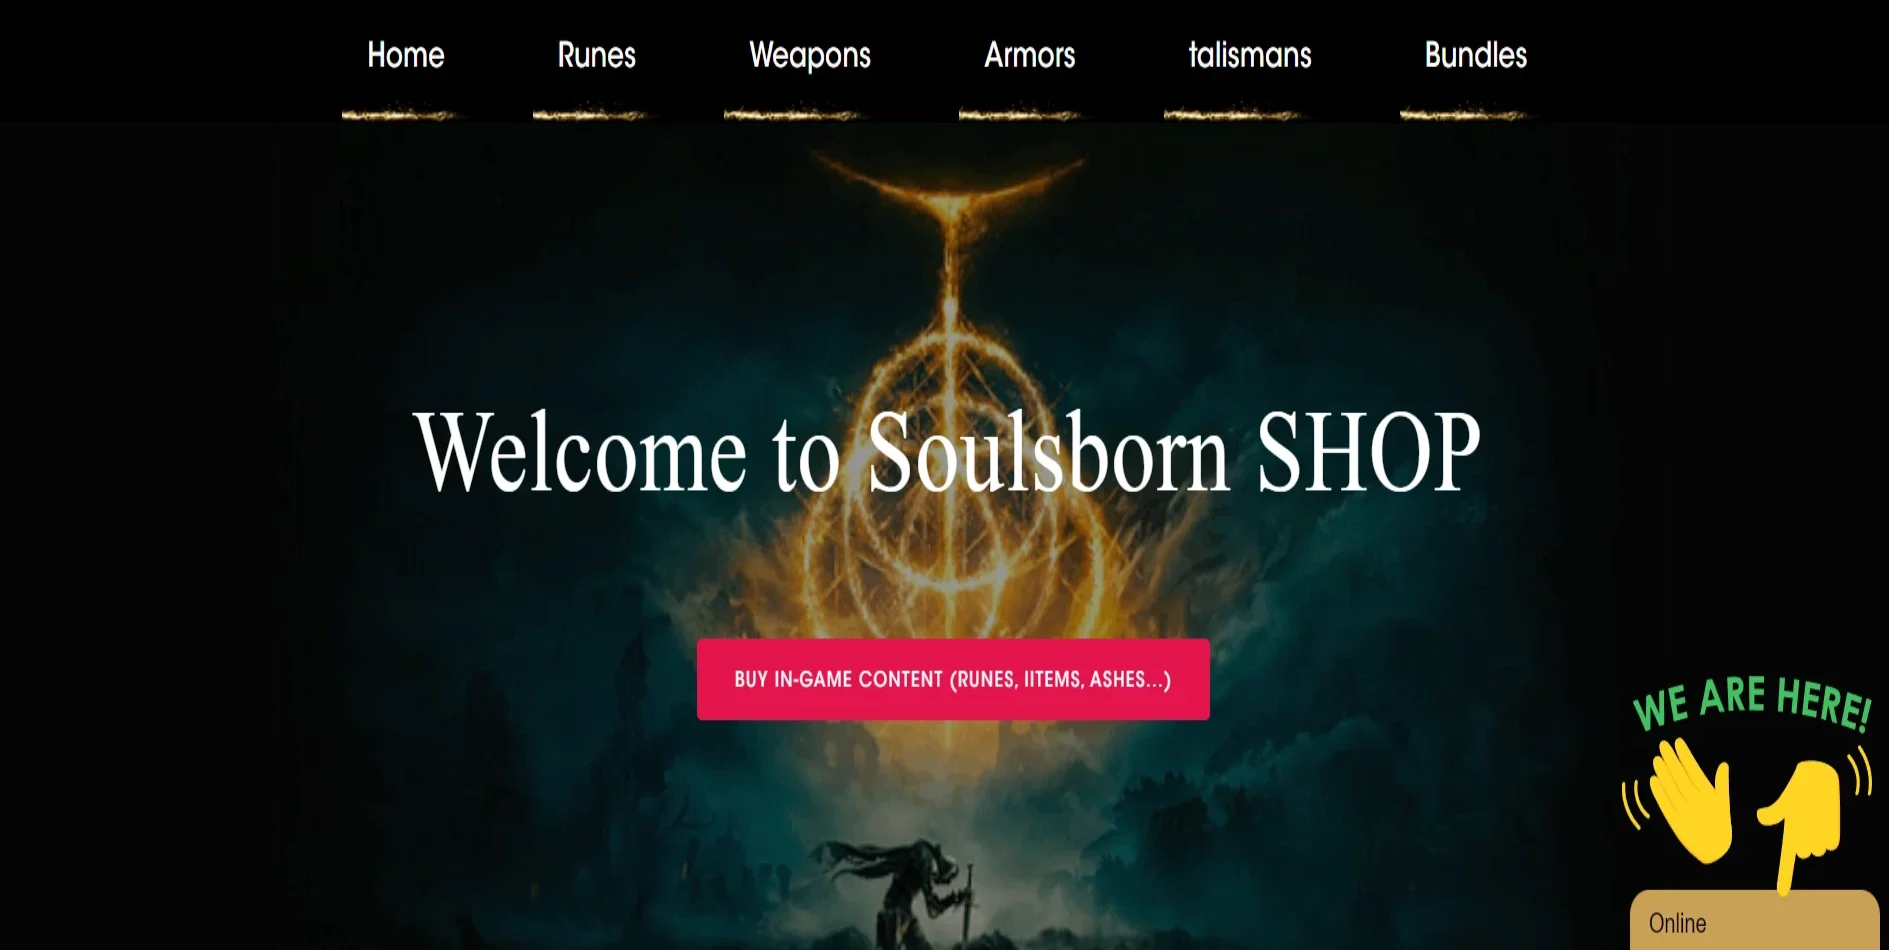 Home Runes Weapons Armors talismans Bundles
Welcome to Soulsborn SHOP
BUY IN-GAME CONTENT (RUNES, IITEMS, ASHES...)
WE ARE HERE!
Online